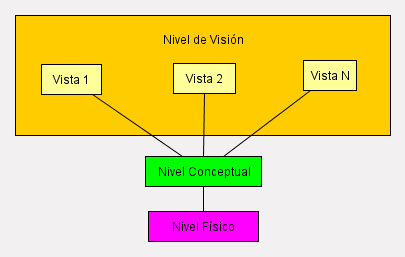 Nivel de Visión
Vista 1
Vista 2
Vista N
Nivel Conceptual
Nivel Físico